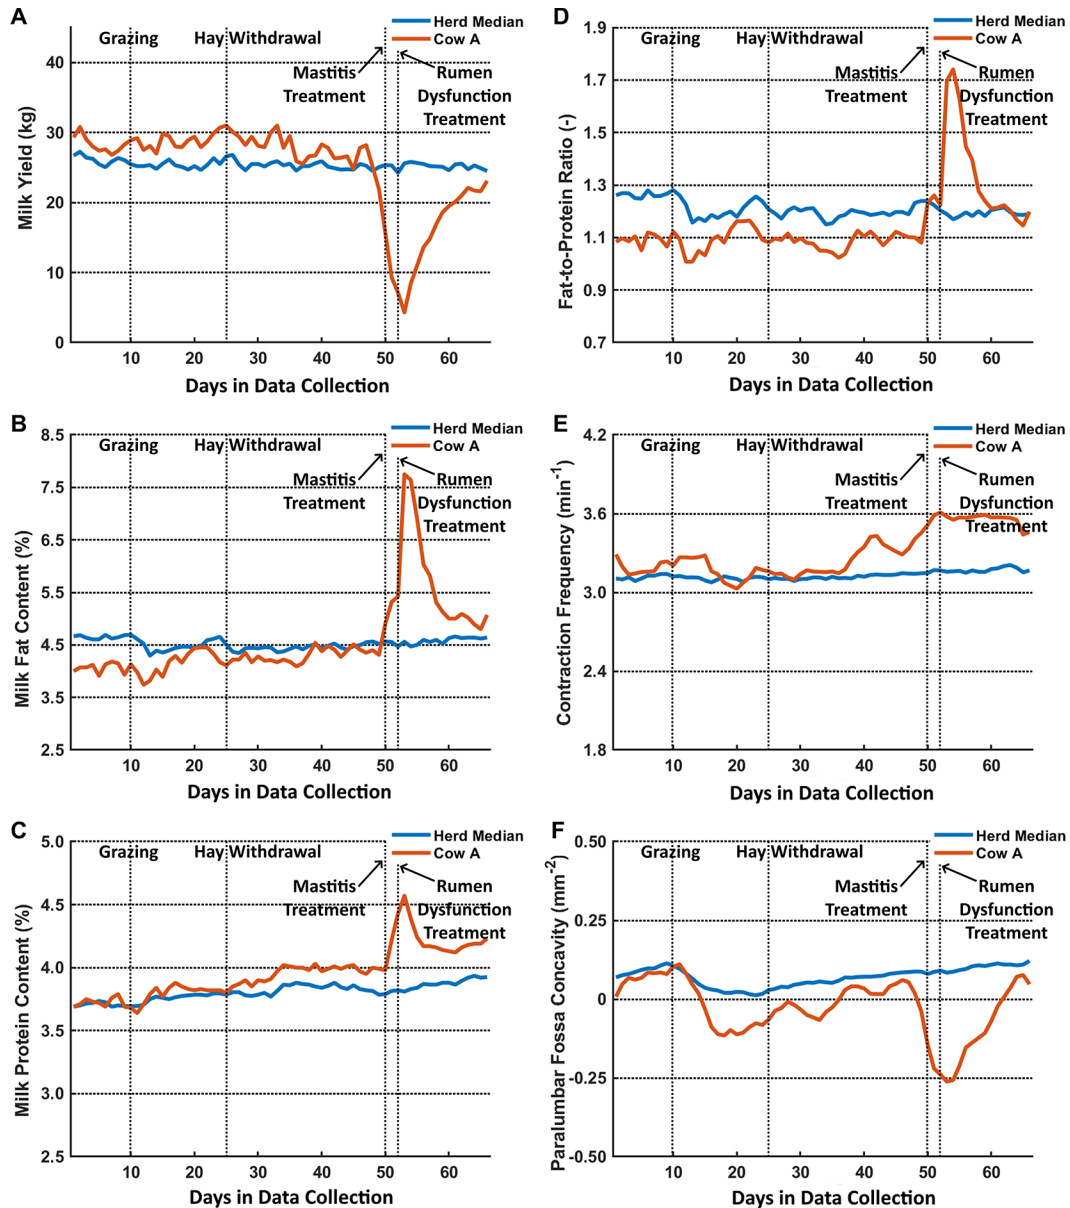 A
Herd Median
Cow A
Grazing
Hay Withdrawal
Mastitis
Treatment
Rumen
Dysfunction
Treatment
Milk Yield (kg)
40
30
20
10
0
10 20 30 40 50 60
Days in Data Collection
D
Herd Median
Cow A
Grazing
Hay Withdrawal
Mastitis
Treatment
Rumen
Dysfunction
Treatment
Fat-to-Protein Ratio (-)
1.9
1.7
1.5
1.3
1.1
0.9
0.7
10 20 30 40 50 60
Days in Data Collection
B
Herd Median
Cow A
Grazing
Hay Withdrawal
Mastitis
Treatment
Rumen
Dysfunction
Treatment
Milk Fat Content (%)
8.5
7.5
6.5
5.5
4.5
3.5
2.5
10 20 30 40 50 60
Days in Data Collection
E
Herd Median
Cow A
Grazing
Hay Withdrawal
Mastitis
Treatment
Rumen
Dysfunction
Treatment
Contraction Frequency (min⁻¹)
4.2
3.6
3.0
2.4
1.8
10 20 30 40 50 60
Days in Data Collection
C
Herd Median
Cow A
Grazing
Hay Withdrawal
Mastitis
Treatment
Rumen
Dysfunction
Treatment
Milk Protein Content (%)
5.0
4.5
4.0
3.5
3.0
2.5
10 20 30 40 50 60
Days in Data Collection
F
Herd Median
Cow A
Grazing
Hay Withdrawal
Mastitis
Treatment
Rumen
Dysfunction
Treatment
Paralumbar Fossa Concavity (mm⁻²)
0.50
0.25
0
-0.25
-0.50
10 20 30 40 50 60
Days in Data Collection